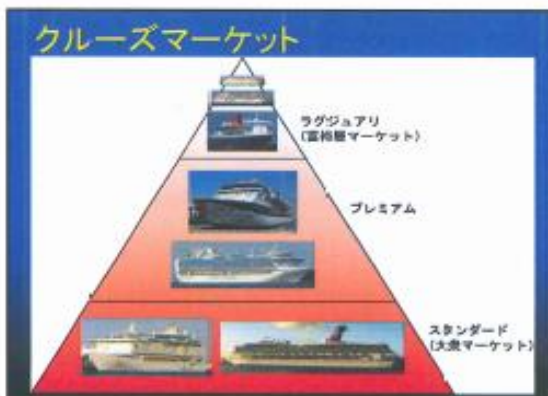 クルーズマーケット
ラグジュアリ
(富裕層マーケット)
プレミアム
スタンダード
(大衆マーケット)